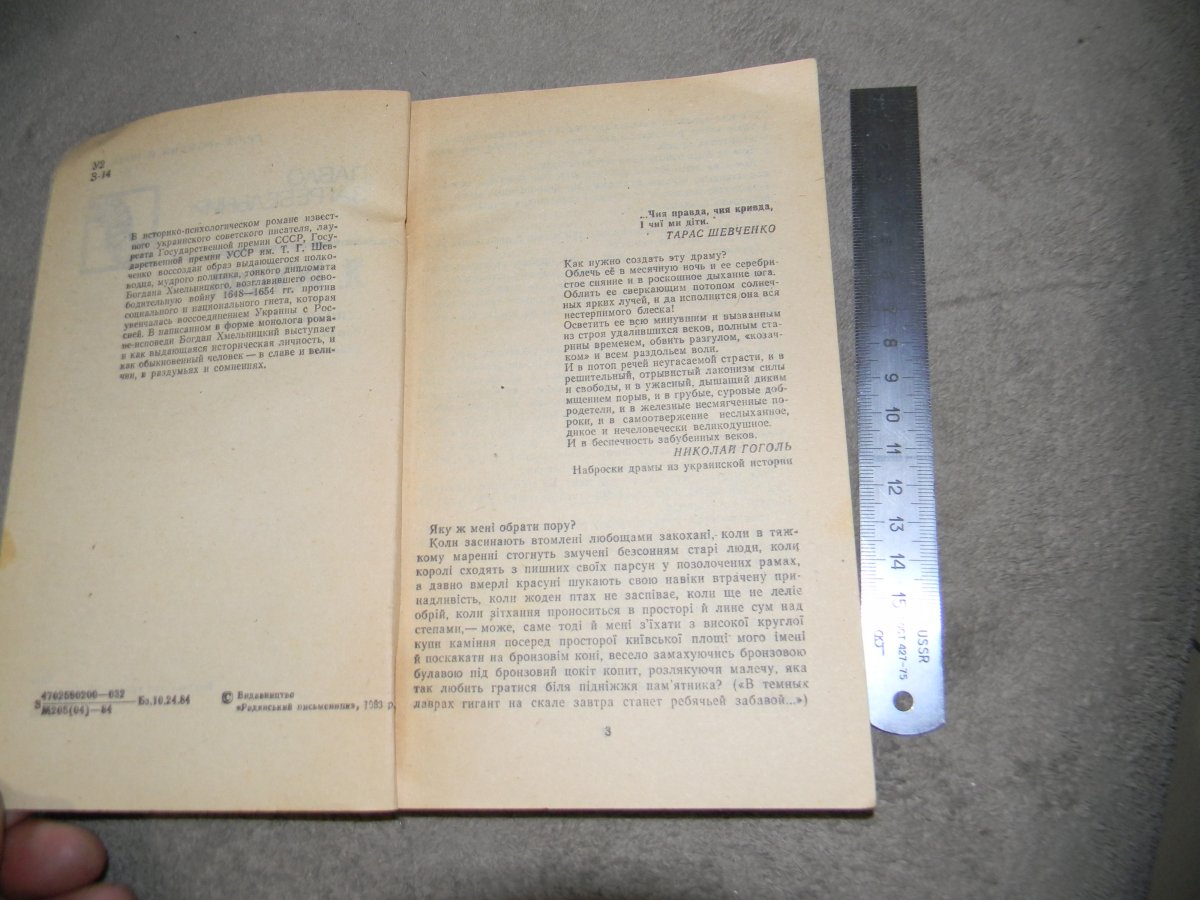 У2
З-14
В историко-психологическом романе извест-
ного украинского советского писателя, лау-
реата Государственной премии СССР, Госу-
дарственной премии УССР им. Т. Г. Шев-
ченко воссоздан образ выдающегося полко-
водца, мудрого политика, тонкого дипломата
Богдана Хмельницкого, возглавившего осво-
бодительную войну 1648—1654 гг. против
социального и национального гнета, которая
увенчалась воссоединением Украины с Рос-
сией. В написанном в форме монолога рома-
не-исповеди Богдан Хмельницкий выступает
и как выдающаяся историческая личность, и
как обыкновенный человек — в славе и вели-
чии, в раздумьях и сомнениях.
З 4702590200—032
М205(04)—84
Без.10.24.84
© Видавництво
«Радянський письменник», 1983 р.
...Чия правда, чия кривда,
І чиї ми діти.
ТАРАС ШЕВЧЕНКО
Как нужно создать эту драму?
Облечь её в месячную ночь и ее серебри-
стое сияние и в роскошное дыхание юга.
Облить ее сверкающим потопом солнеч-
ных ярких лучей, и да исполнится она вся
нестерпимого блеска!
Осветить ее всю минувшим и вызванным
из строя удалившихся веков, полным ста-
рины временем, обвить разгулом, «козач-
ком» и всем раздольем воли.
И в потоп речей неугасаемой страсти, и в
решительный, отрывистый лаконизм силы
и свободы, и в ужасный, дышащий диким
мщением порыв, и в грубые, суровые доб-
родетели, и в железные несмягченные по-
роки, и в самоотвержение неслыханное,
дикое и нечеловечески великодушное.
И в беспечность забубенных веков.
НИКОЛАЙ ГОГОЛЬ
Наброски драмы из украинской истории
Яку ж мені обрати пору?
Коли засинають втомлені любощами закохані, коли в тяж-
кому маренні стогнуть змучені безсонням старі люди, коли
королі сходять з пишних своїх парсун у позолочених рамах,
а давно вмерлі красуні шукають свою навіки втрачену при-
надливість, коли жоден птах не заспіває, коли ще не леліє
обрій, коли зітхання проноситься в просторі й лине сум над
степами,— може, саме тоді й мені з'їхати з високої круглої
купи каміння посеред просторої київської площі мого імені
й поскакати на бронзовім коні, весело замахуючись бронзовою
булавою під бронзовий цокіт копит, розлякуючи малечу, яка
так любить гратися біля підніжжя пам'ятника? («В темных
лаврах гигант на скале завтра станет ребячьей забавой...»)
3
8
9
10
11
12
13
14
15
ГОСТ 427-75
USSR